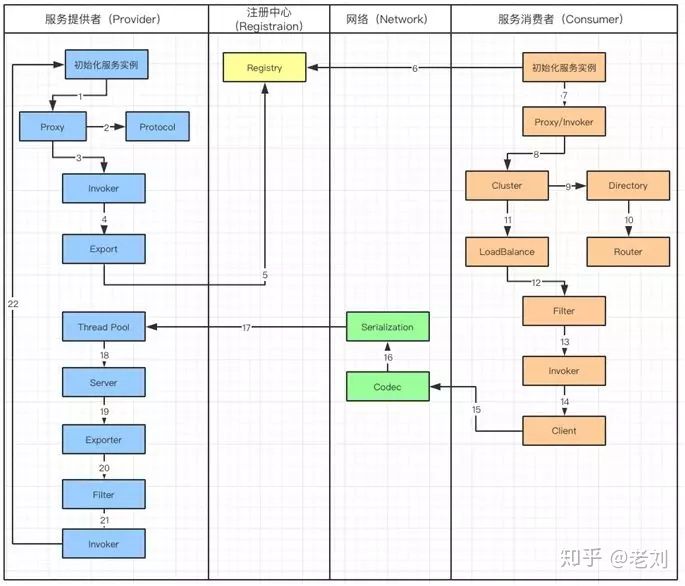 服务提供者（Provider）
注册中心
（Registraion）
网络（Network）
服务消费者（Consumer）
初始化服务实例
Registry
6
初始化服务实例
1
7
Proxy
2
Protocol
Proxy/Invoker
3
8
Invoker
Cluster
9
Directory
4
11
10
Export
LoadBalance
Router
5
12
22
Filter
Thread Pool
17
Serialization
13
18
16
Server
Codec
Invoker
19
15
14
Exporter
Client
20
Filter
21
Invoker
知乎 @老刘